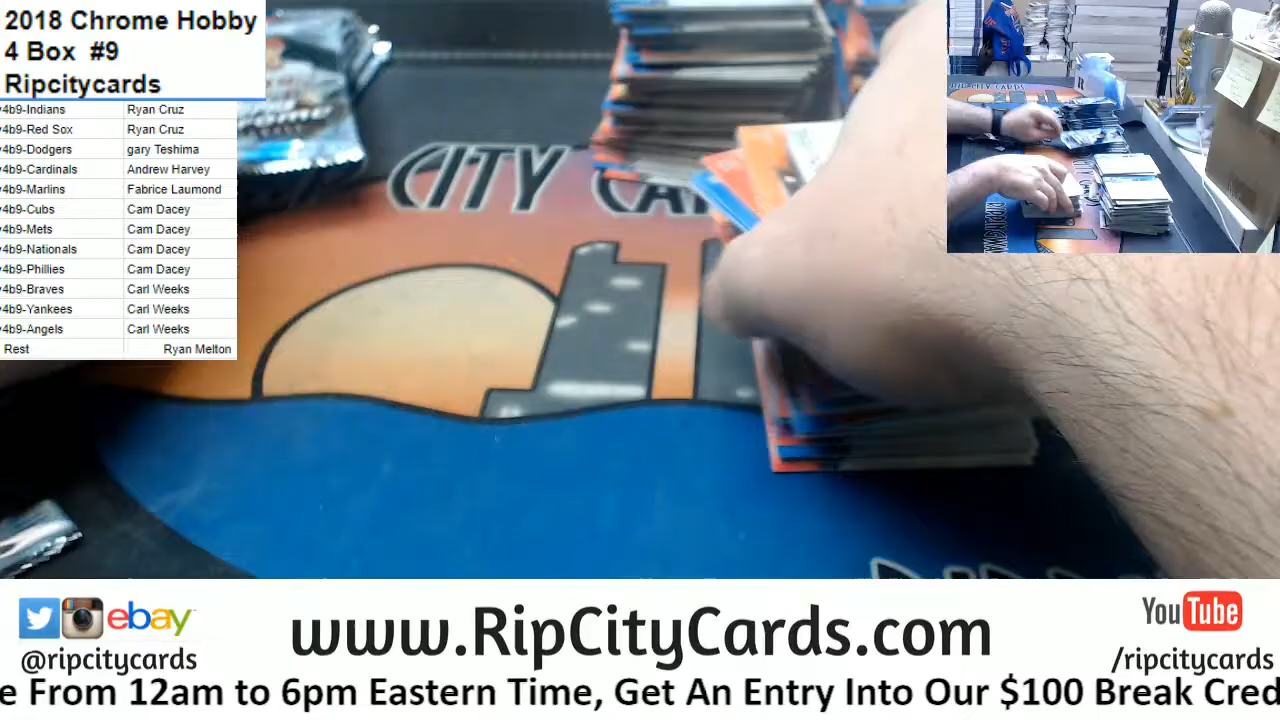 2018 Chrome Hobby
4 Box #9
Ripcitycards
4b9-Indians Ryan Cruz
4b9-Red Sox Ryan Cruz
4b9-Dodgers gary Teshima
4b9-Cardinals Andrew Harvey
4b9-Marlins Fabrice Laumond
4b9-Cubs Cam Dacey
4b9-Mets Cam Dacey
4b9-Nationals Cam Dacey
4b9-Phillies Cam Dacey
4b9-Braves Carl Weeks
4b9-Yankees Carl Weeks
4b9-Angels Carl Weeks
Rest Ryan Melton
CITY CA
ebay
@ripcitycards
www.RipCityCards.com
YouTube
/ripcitycards
e From 12am to 6pm Eastern Time, Get An Entry Into Our $100 Break Cred